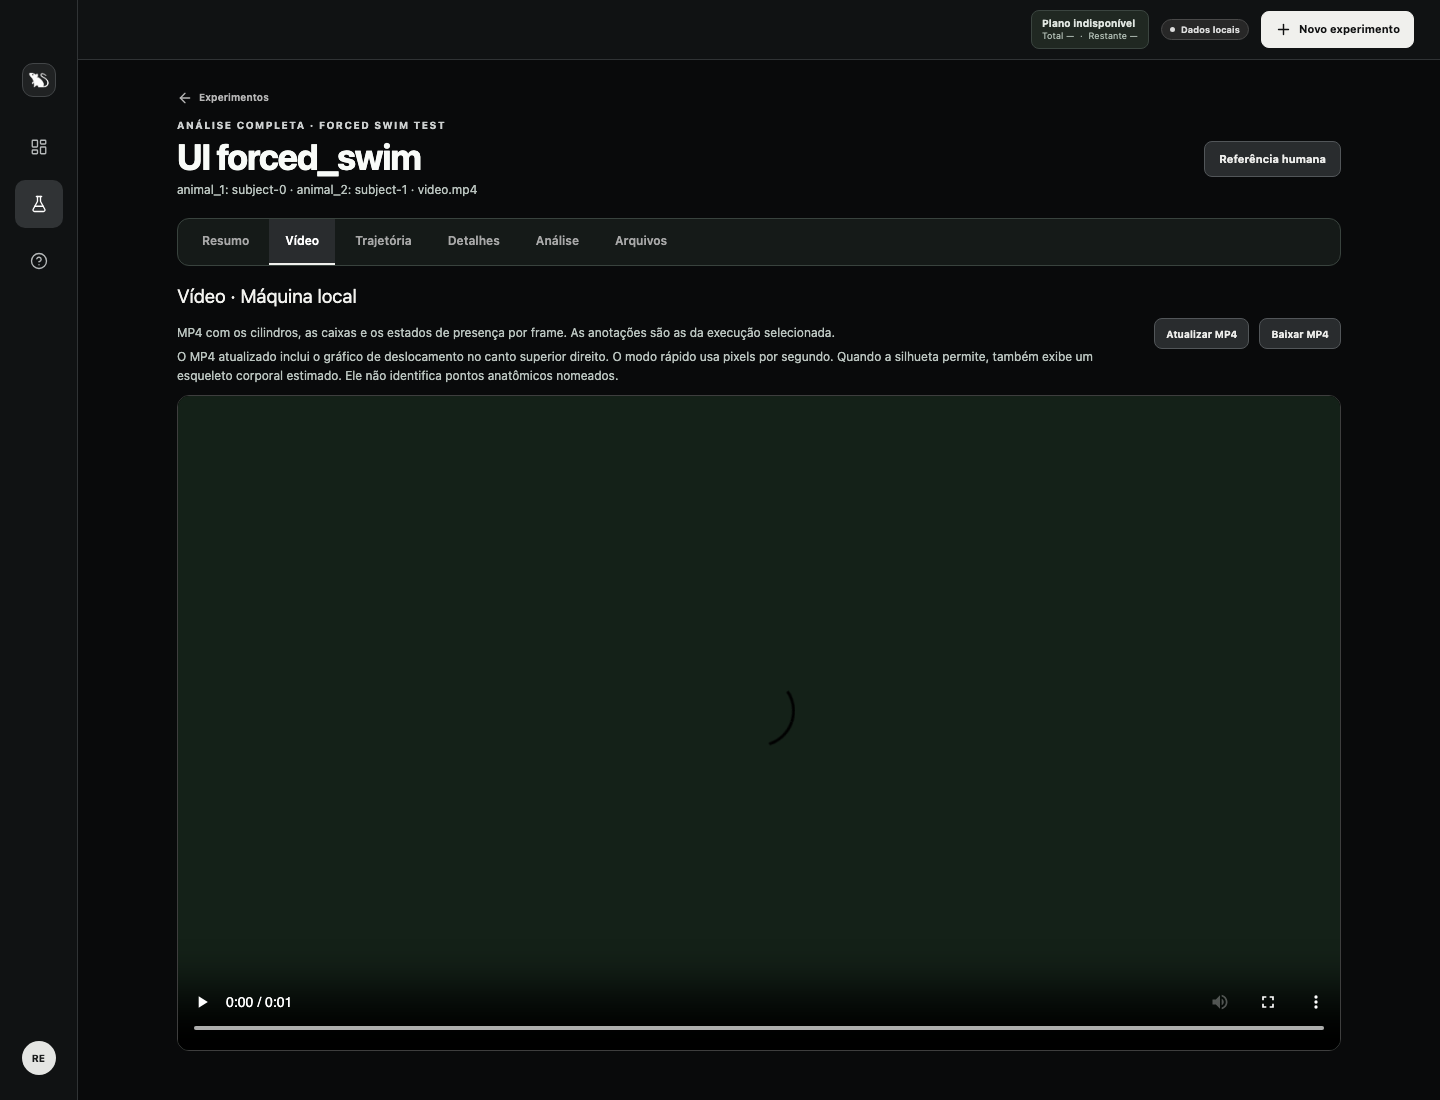 Plano indisponível
Total — · Restante —
Dados locais
Novo experimento
Experimentos
ANÁLISE COMPLETA · FORCED SWIM TEST
UI forced_swim
Referência humana
animal_1: subject-0 · animal_2: subject-1 · video.mp4
Resumo
Vídeo
Trajetória
Detalhes
Análise
Arquivos
Vídeo · Máquina local
MP4 com os cilindros, as caixas e os estados de presença por frame. As anotações são as da execução selecionada.
Atualizar MP4
Baixar MP4
O MP4 atualizado inclui o gráfico de deslocamento no canto superior direito. O modo rápido usa pixels por segundo. Quando a silhueta permite, também exibe um
esqueleto corporal estimado. Ele não identifica pontos anatômicos nomeados.
0:00 / 0:01
RE